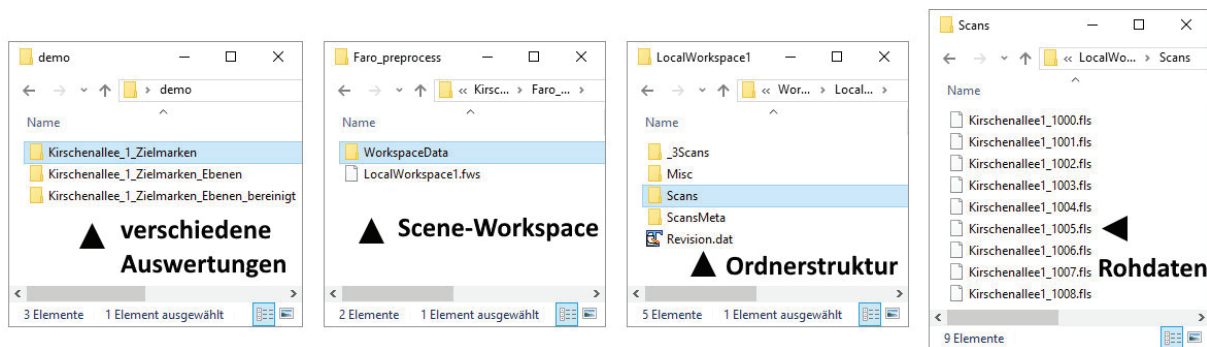 demo
« demo
Name
Kirschenallee_1_Zielmarken
Kirschenallee_1_Zielmarken_Ebenen
Kirschenallee_1_Zielmarken_Ebenen_bereinigt
verschiedene
Auswertungen
3 Elemente 1 Element ausgewählt
Faro_preprocess
« Kirsc... › Faro_... ›
Name
WorkspaceData
LocalWorkspace1.fws
Scene-Workspace
2 Elemente 1 Element ausgewählt
LocalWorkspace1
« Wor... › Local... ›
Name
_3Scans
Misc
Scans
ScansMeta
Revision.dat
Ordnerstruktur
5 Elemente 1 Element ausgewählt
Scans
« LocalWo... › Scans
Name
Kirschenallee1_1000.fls
Kirschenallee1_1001.fls
Kirschenallee1_1002.fls
Kirschenallee1_1003.fls
Kirschenallee1_1004.fls
Kirschenallee1_1005.fls
Kirschenallee1_1006.fls
Kirschenallee1_1007.fls Rohdaten
Kirschenallee1_1008.fls
9 Elemente